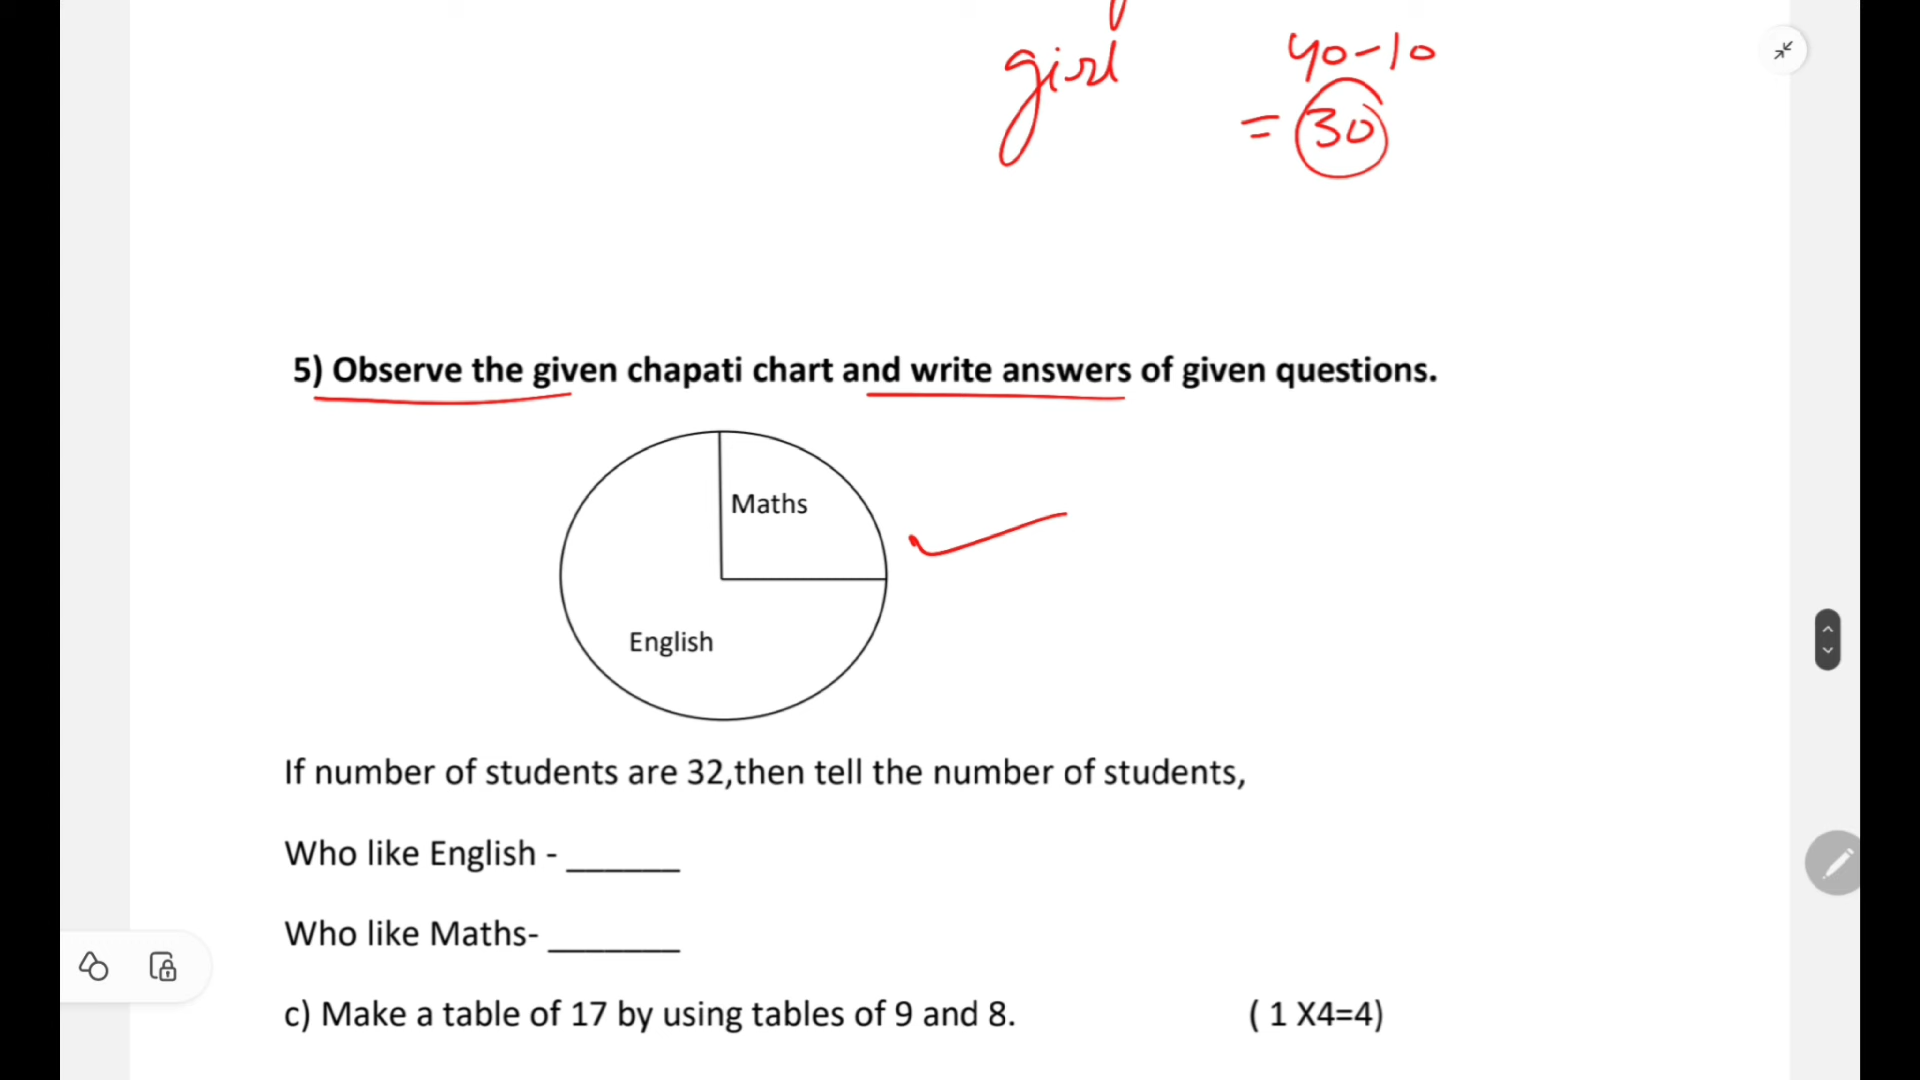 girl
40-10
= 30
5) Observe the given chapati chart and write answers of given questions.
Maths
English
If number of students are 32,then tell the number of students,
Who like English - ______
Who like Maths- _______
c) Make a table of 17 by using tables of 9 and 8. ( 1 X4=4)